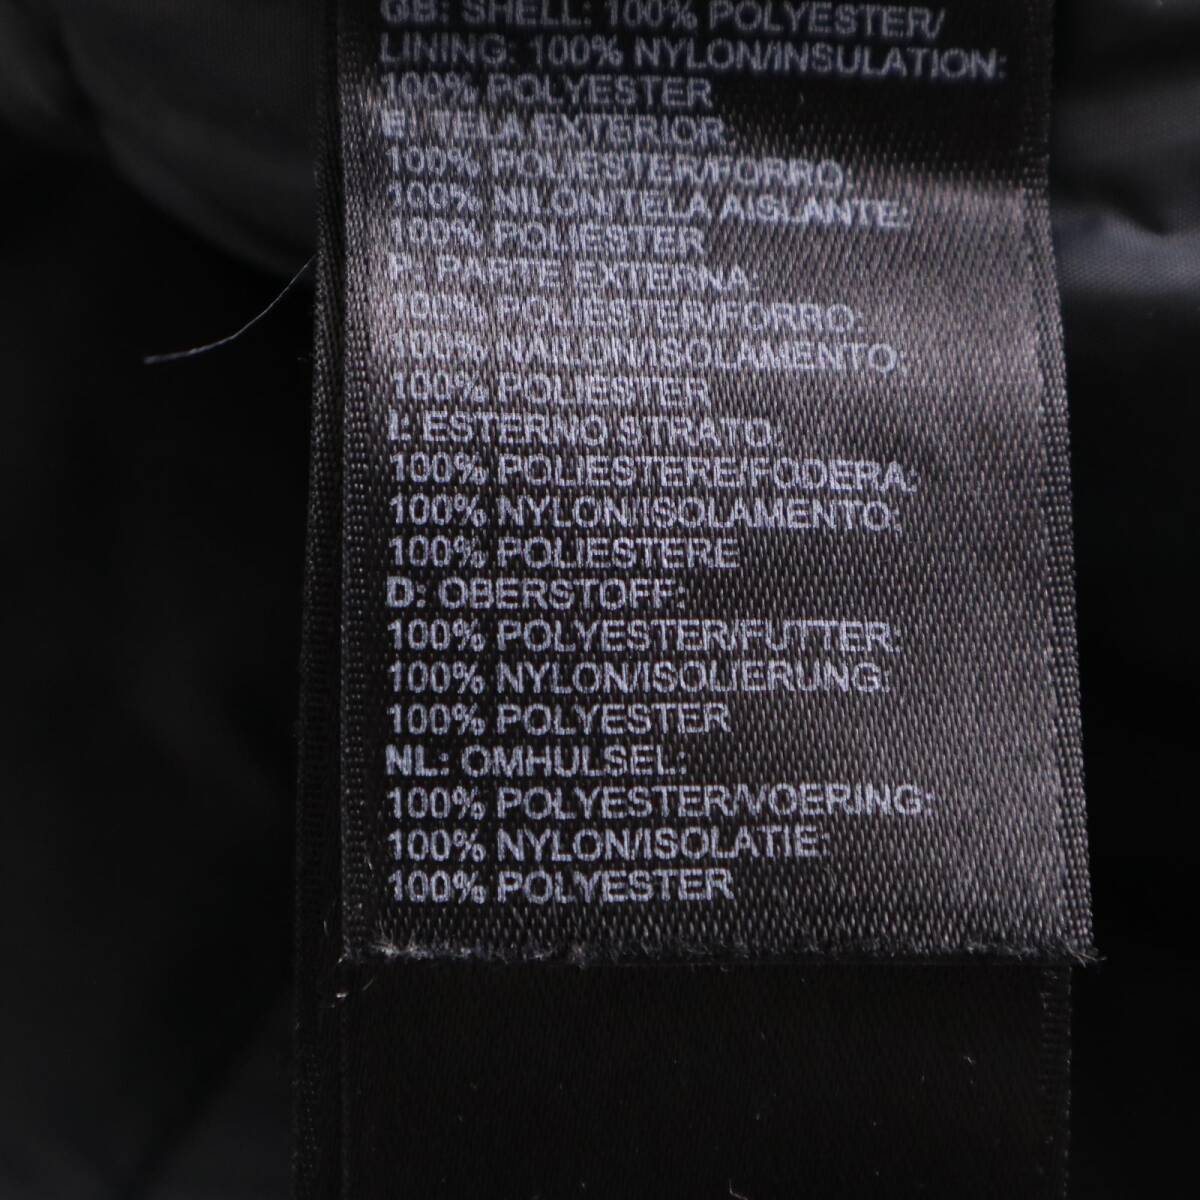 GB: SHELL: 100% POLYESTER/
LINING: 100% NYLON/INSULATION:
100% POLYESTER
E: TELA EXTERIOR:
100% POLIESTER/FORRO:
100% NILON/TELA AISLANTE:
100% POLIESTER
P: PARTE EXTERNA:
100% POLIESTER/FORRO:
100% NAILON/ISOLAMENTO:
100% POLIESTER
I: ESTERNO STRATO:
100% POLIESTERE/FODERA:
100% NYLON/ISOLAMENTO:
100% POLIESTERE
D: OBERSTOFF:
100% POLYESTER/FUTTER:
100% NYLON/ISOLIERUNG:
100% POLYESTER
NL: OMHULSEL:
100% POLYESTER/VOERING:
100% NYLON/ISOLATIE:
100% POLYESTER